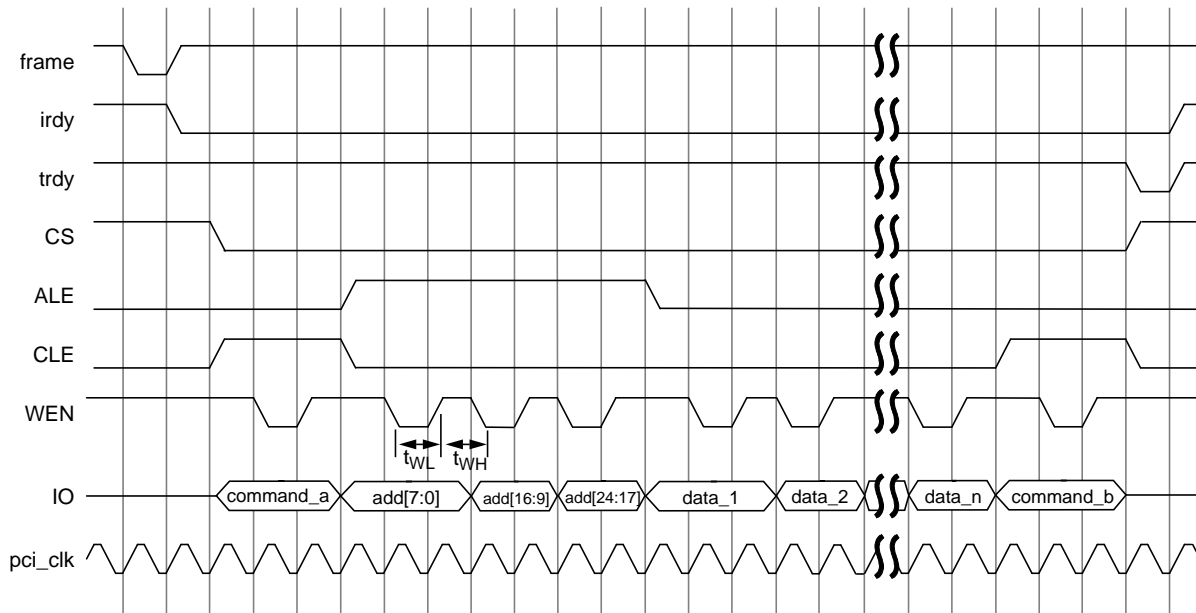 frame
irdy
trdy
CS
ALE
CLE
WEN
tWL tWH
IO command_a add[7:0] add[16:9] add[24:17] data_1 data_2 data_n command_b
pci_clk